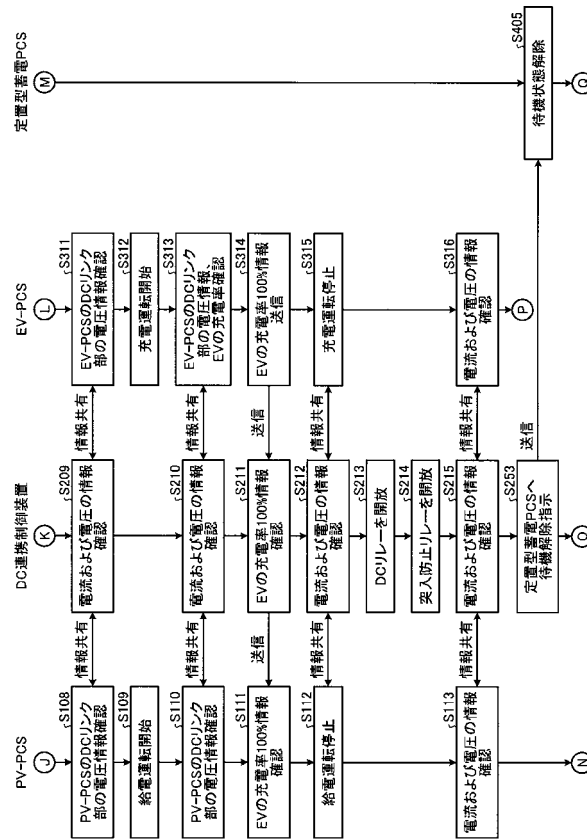 PV-PCS
J
S108
PV-PCSのDCリンク
部の電圧情報確認
S109
給電運転開始
S110
PV-PCSのDCリンク
部の電圧情報確認
S111
EVの充電率100%情報
確認
S112
給電運転停止
S113
電流および電圧の情報
確認
N
情報共有
情報共有
送信
情報共有
情報共有
DC連携制御装置
K
S209
電流および電圧の情報
確認
S210
電流および電圧の情報
確認
S211
EVの充電率100%情報
確認
S212
電流および電圧の情報
確認
S213
DCリレーを開放
S214
突入防止リレーを開放
S215
電流および電圧の情報
確認
S253
定置型蓄電PCSへ
待機解除指示
O
情報共有
情報共有
送信
情報共有
情報共有
送信
EV-PCS
L
S311
EV-PCSのDCリンク
部の電圧情報確認
S312
充電運転開始
S313
EV-PCSのDCリンク
部の電圧情報、
EVの充電率確認
S314
EVの充電率100%情報
送信
S315
充電運転停止
S316
電流および電圧の情報
確認
P
定置型蓄電PCS
M
S405
待機状態解除
Q